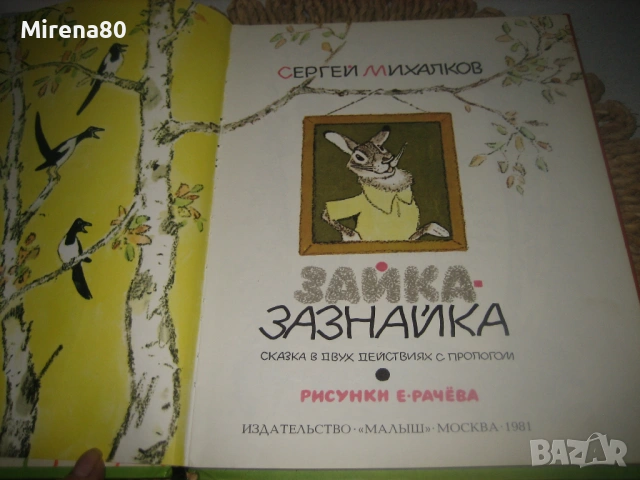 Mirena80
СЕРГЕЙ МИХАЛКОВ
ЗАЙКА-
ЗАЗНАЙКА
СКАЗКА В ДВУХ ДЕЙСТВИЯХ С ПРОЛОГОМ
РИСУНКИ Е·РАЧЁВА
ИЗДАТЕЛЬСТВО·«МАЛЫШ»·МОСКВА·1981
BAZAR